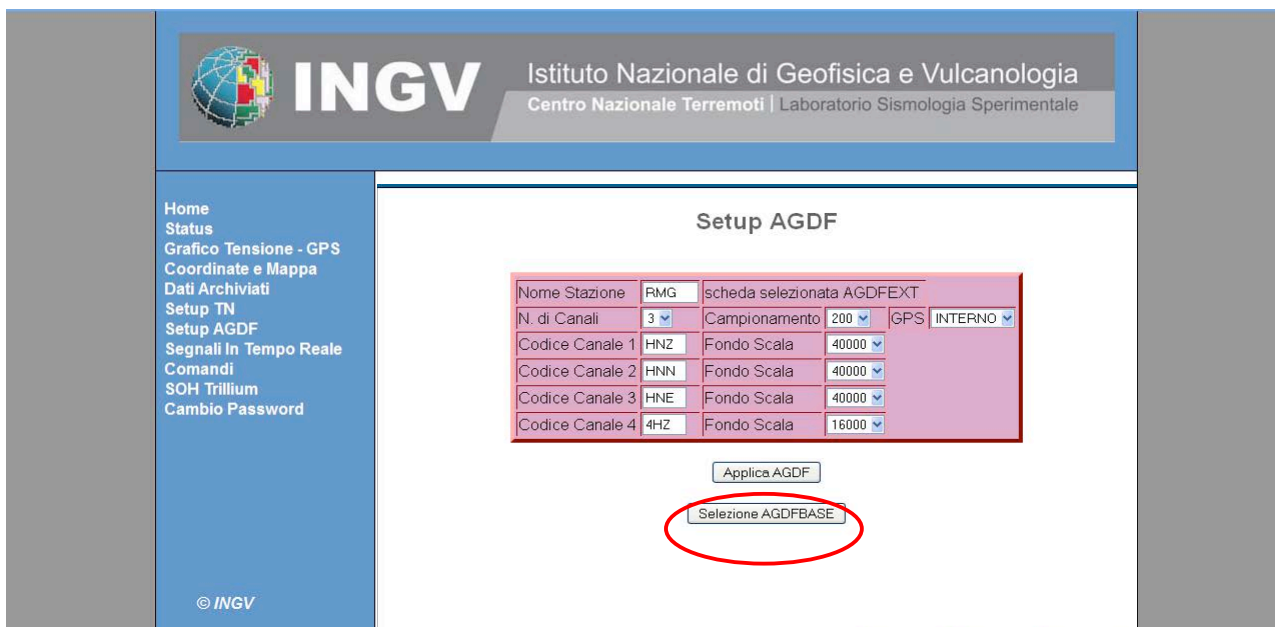 INGV
Istituto Nazionale di Geofisica e Vulcanologia
Centro Nazionale Terremoti | Laboratorio Sismologia Sperimentale
Home
Status
Grafico Tensione - GPS
Coordinate e Mappa
Dati Archiviati
Setup TN
Setup AGDF
Segnali In Tempo Reale
Comandi
SOH Trillium
Cambio Password
© INGV
Setup AGDF
Nome Stazione RMG scheda selezionata AGDFEXT
N. di Canali 3 Campionamento 200 GPS INTERNO
Codice Canale 1 HNZ Fondo Scala 40000
Codice Canale 2 HNN Fondo Scala 40000
Codice Canale 3 HNE Fondo Scala 40000
Codice Canale 4 4HZ Fondo Scala 16000
Applica AGDF
Selezione AGDFBASE